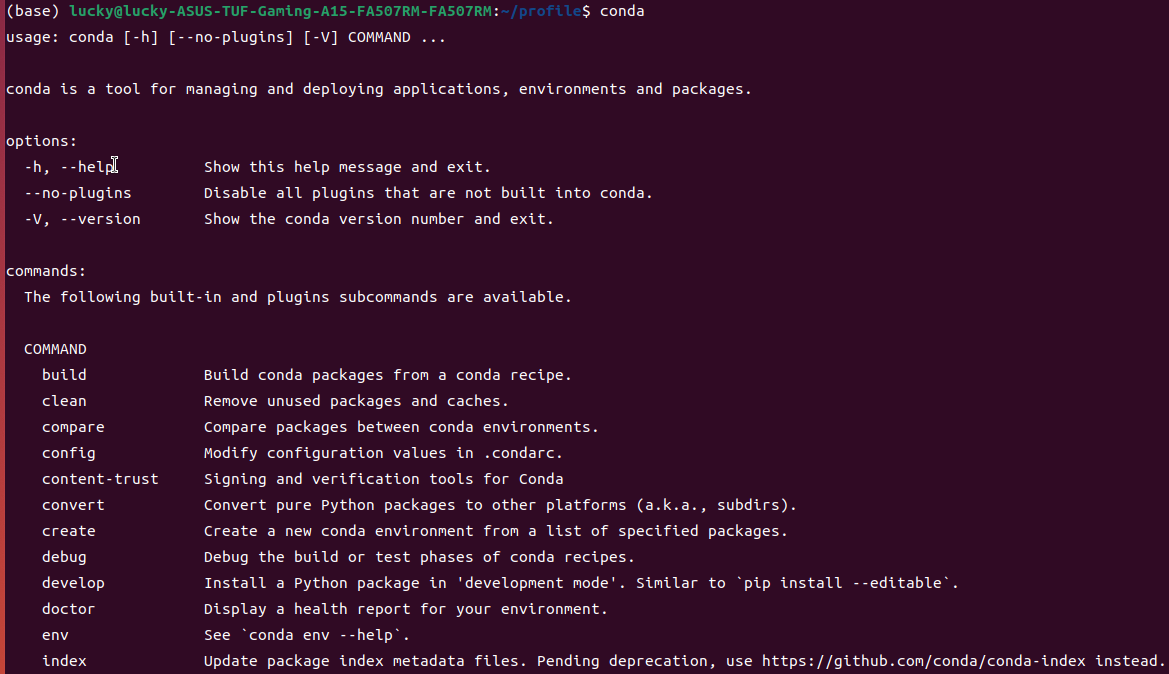 (base) lucky@lucky-ASUS-TUF-Gaming-A15-FA507RM-FA507RM:~/profile$ conda
usage: conda [-h] [--no-plugins] [-V] COMMAND ...
conda is a tool for managing and deploying applications, environments and packages.
options:
-h, --help Show this help message and exit.
--no-plugins Disable all plugins that are not built into conda.
-V, --version Show the conda version number and exit.
commands:
The following built-in and plugins subcommands are available.
COMMAND
build Build conda packages from a conda recipe.
clean Remove unused packages and caches.
compare Compare packages between conda environments.
config Modify configuration values in .condarc.
content-trust Signing and verification tools for Conda
convert Convert pure Python packages to other platforms (a.k.a., subdirs).
create Create a new conda environment from a list of specified packages.
debug Debug the build or test phases of conda recipes.
develop Install a Python package in 'development mode'. Similar to `pip install --editable`.
doctor Display a health report for your environment.
env See `conda env --help`.
index Update package index metadata files. Pending deprecation, use https://github.com/conda/conda-index instead.